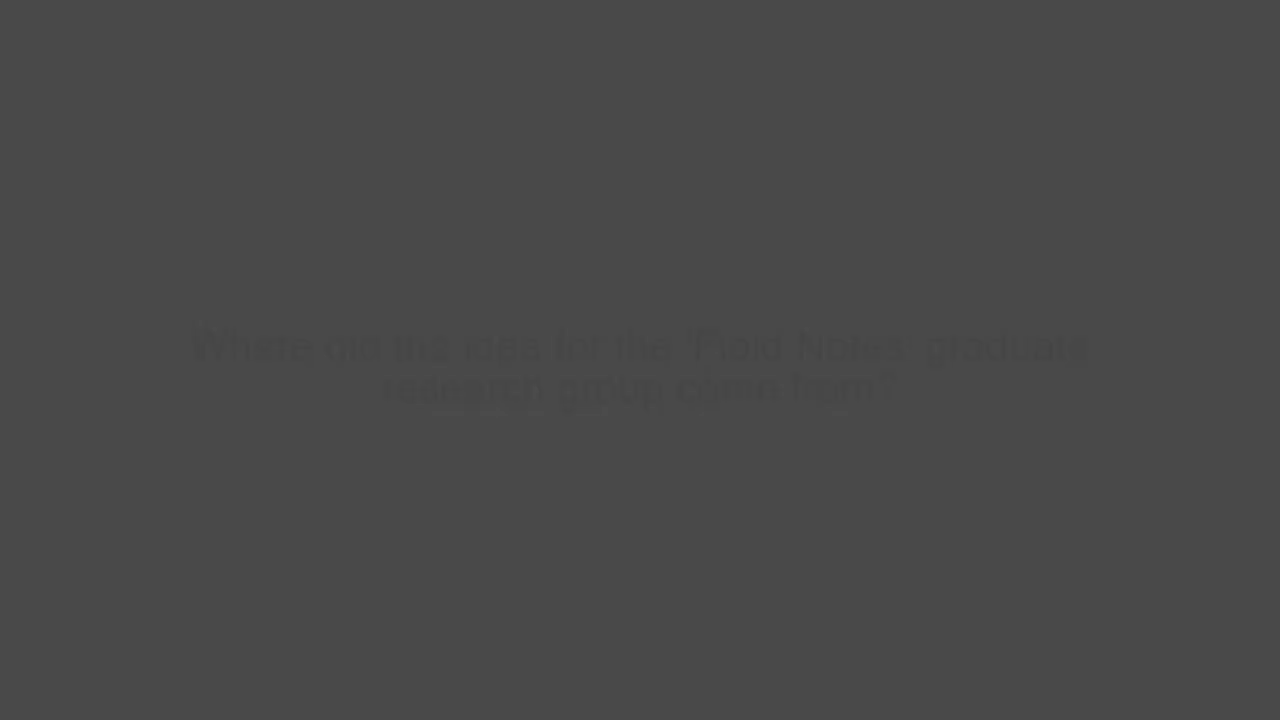 Where did the idea for the 'Field Notes' graduate
research group come from?